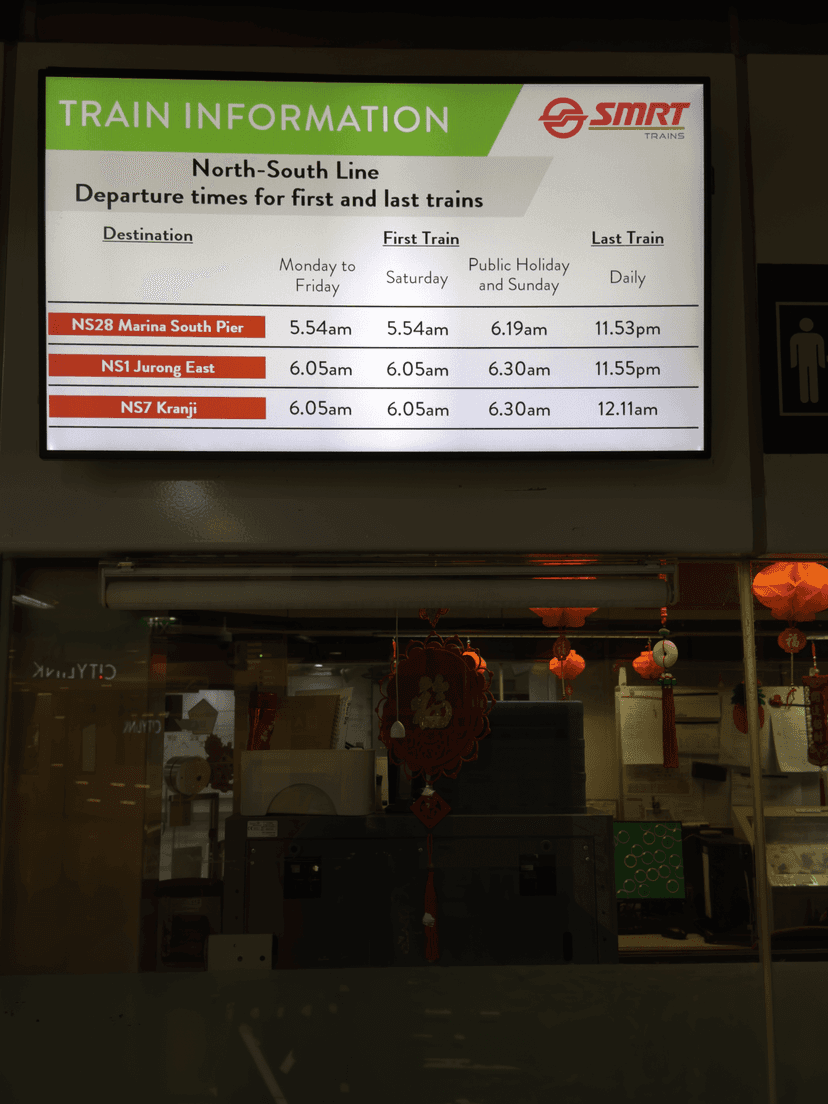 TRAIN INFORMATION
SMRT
TRAINS
North-South Line
Departure times for first and last trains
Destination First Train Last Train
Monday to Friday Saturday Public Holiday and Sunday Daily
NS28 Marina South Pier 5.54am 5.54am 6.19am 11.53pm
NS1 Jurong East 6.05am 6.05am 6.30am 11.55pm
NS7 Kranji 6.05am 6.05am 6.30am 12.11am
福
CITYLINK
CITYLINK